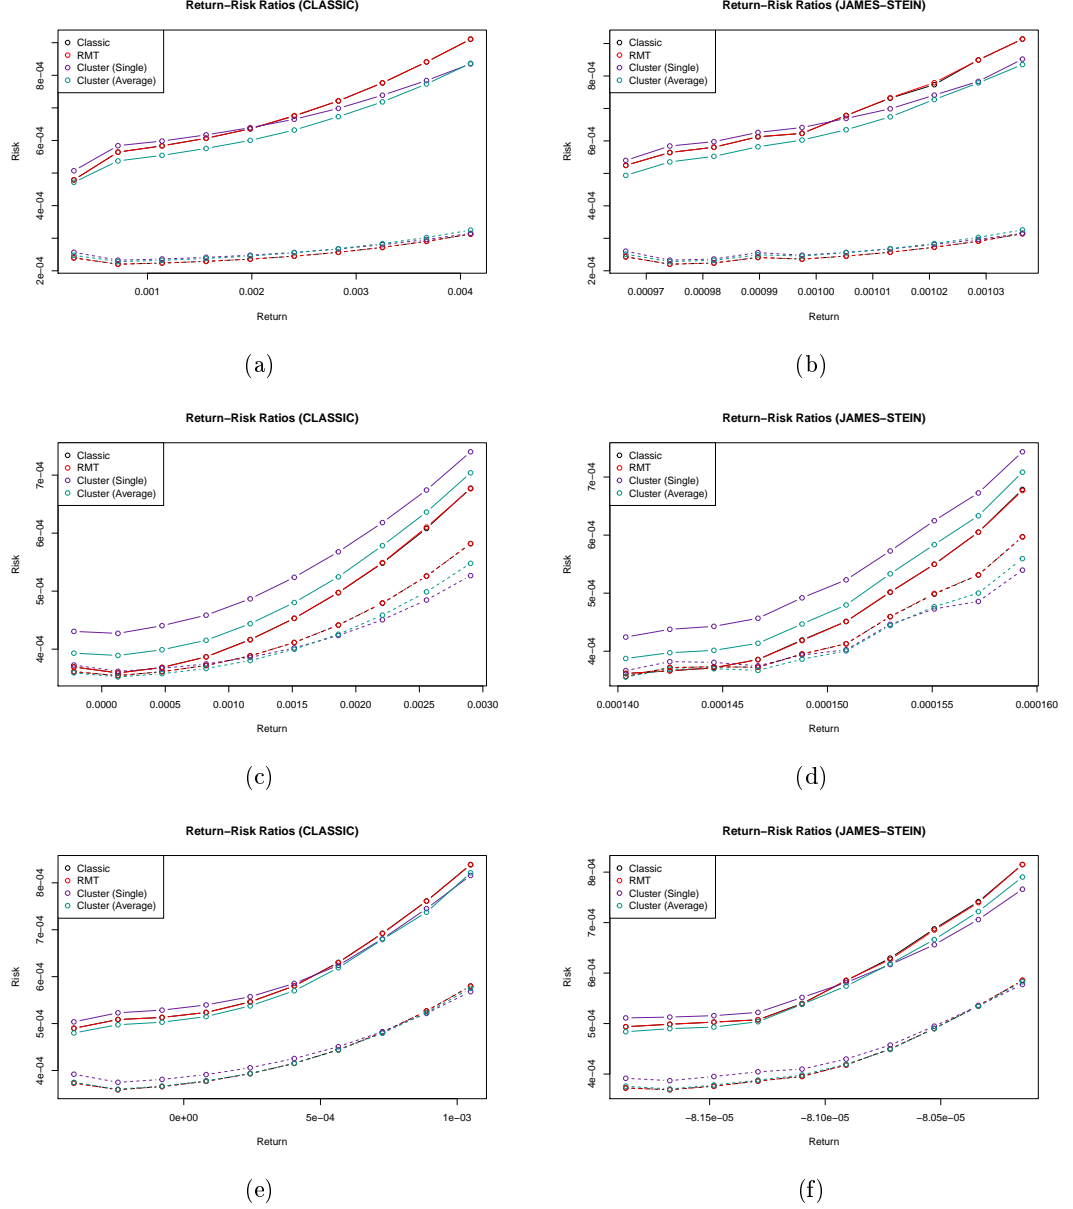 Return−Risk Ratios (CLASSIC)
Classic
RMT
Cluster (Single)
Cluster (Average)
Risk
2e−04 4e−04 6e−04 8e−04
0.001 0.002 0.003 0.004
Return
(a)
Return−Risk Ratios (JAMES−STEIN)
Classic
RMT
Cluster (Single)
Cluster (Average)
Risk
2e−04 4e−04 6e−04 8e−04
0.00097 0.00098 0.00099 0.00100 0.00101 0.00102 0.00103
Return
(b)
Return−Risk Ratios (CLASSIC)
Classic
RMT
Cluster (Single)
Cluster (Average)
Risk
4e−04 5e−04 6e−04 7e−04
0.0000 0.0005 0.0010 0.0015 0.0020 0.0025 0.0030
Return
(c)
Return−Risk Ratios (JAMES−STEIN)
Classic
RMT
Cluster (Single)
Cluster (Average)
Risk
4e−04 5e−04 6e−04 7e−04
0.000140 0.000145 0.000150 0.000155 0.000160
Return
(d)
Return−Risk Ratios (CLASSIC)
Classic
RMT
Cluster (Single)
Cluster (Average)
Risk
4e−04 5e−04 6e−04 7e−04 8e−04
0e+00 5e−04 1e−03
Return
(e)
Return−Risk Ratios (JAMES−STEIN)
Classic
RMT
Cluster (Single)
Cluster (Average)
Risk
4e−04 5e−04 6e−04 7e−04 8e−04
−8.15e−05 −8.10e−05 −8.05e−05
Return
(f)